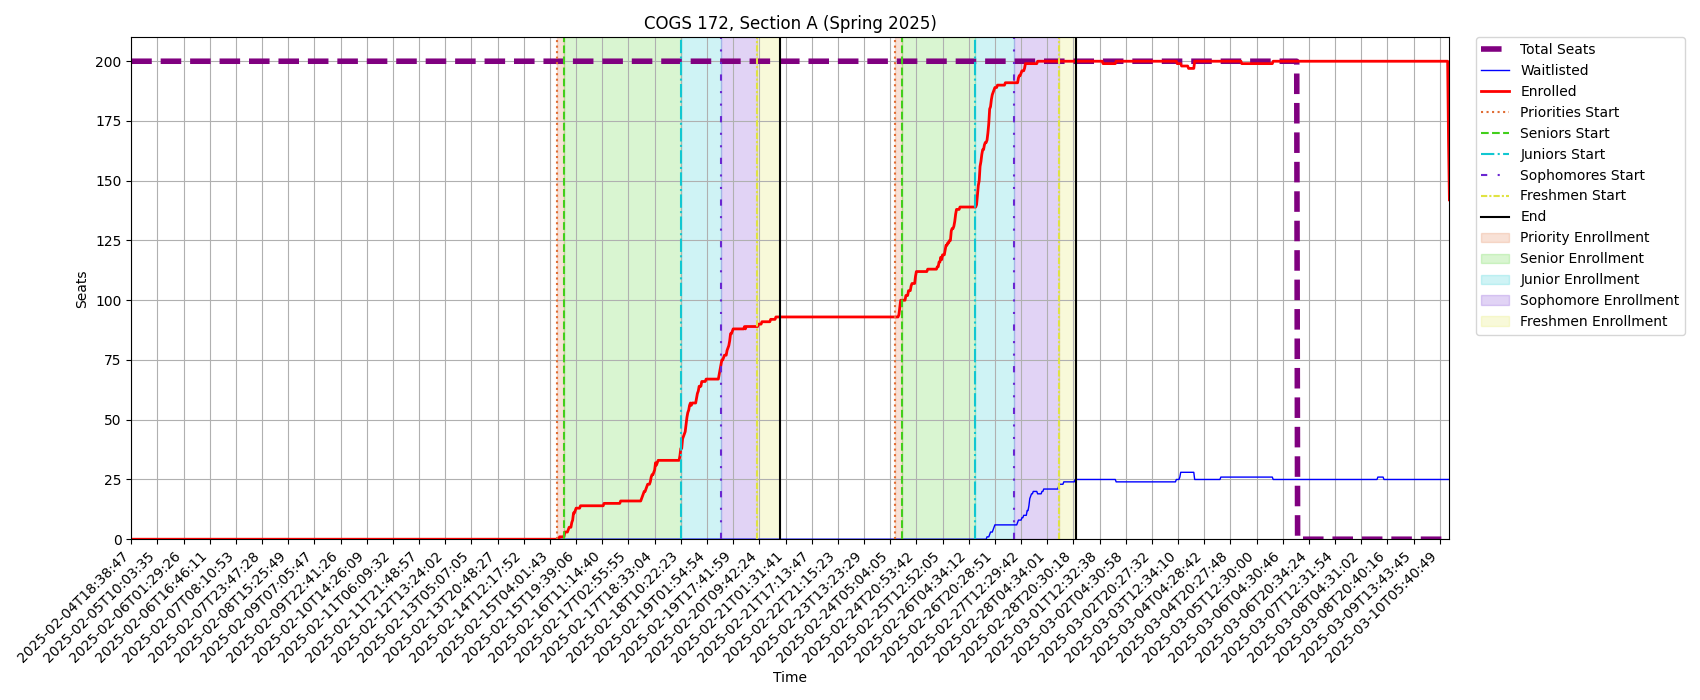 COGS 172, Section A (Spring 2025)
Seats
200
175
150
125
100
75
50
25
0
2025-02-04T18:38:47
2025-02-05T10:03:35
2025-02-06T01:29:26
2025-02-06T16:46:11
2025-02-07T08:10:53
2025-02-07T23:47:28
2025-02-08T15:25:49
2025-02-09T07:05:47
2025-02-09T22:41:26
2025-02-10T14:26:09
2025-02-11T06:09:32
2025-02-11T21:48:57
2025-02-12T13:24:02
2025-02-13T05:07:05
2025-02-13T20:48:27
2025-02-14T12:17:52
2025-02-15T04:01:43
2025-02-15T19:39:06
2025-02-16T11:14:40
2025-02-17T02:55:55
2025-02-17T18:33:04
2025-02-18T10:22:23
2025-02-19T01:54:54
2025-02-19T17:41:59
2025-02-20T09:42:24
2025-02-21T01:31:41
2025-02-21T17:13:47
2025-02-22T21:15:23
2025-02-23T13:23:29
2025-02-24T05:04:05
2025-02-24T20:53:42
2025-02-25T12:52:05
2025-02-26T04:34:12
2025-02-26T20:28:51
2025-02-27T12:29:42
2025-02-28T04:34:01
2025-02-28T20:30:18
2025-03-01T12:32:38
2025-03-02T04:30:58
2025-03-02T20:27:32
2025-03-03T12:34:10
2025-03-04T04:28:42
2025-03-04T20:27:48
2025-03-05T12:30:00
2025-03-06T04:30:46
2025-03-06T20:34:24
2025-03-07T12:31:54
2025-03-08T04:31:02
2025-03-08T20:40:16
2025-03-09T13:43:45
2025-03-10T05:40:49
Time
Total Seats
Waitlisted
Enrolled
Priorities Start
Seniors Start
Juniors Start
Sophomores Start
Freshmen Start
End
Priority Enrollment
Senior Enrollment
Junior Enrollment
Sophomore Enrollment
Freshmen Enrollment